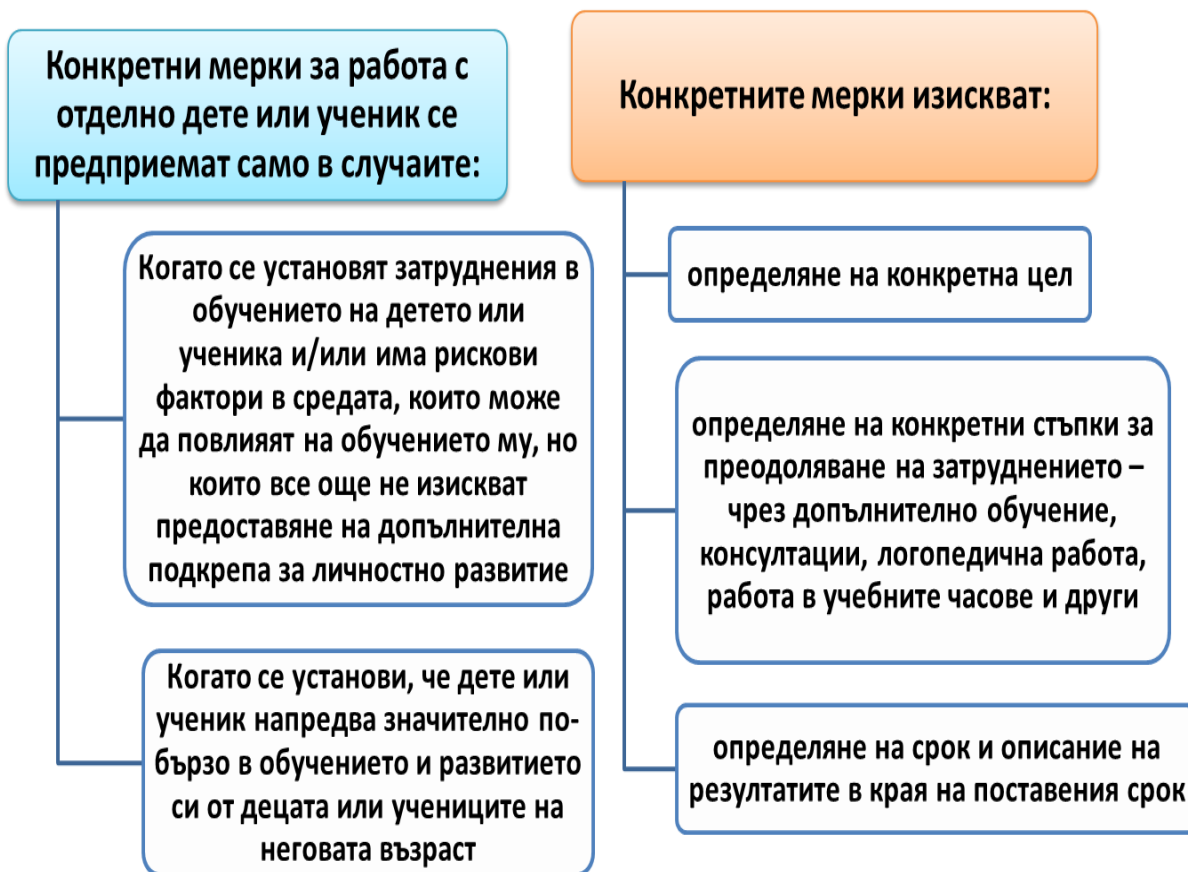 Конкретни мерки за работа с
отделно дете или ученик се
предприемат само в случаите:
Когато се установят затруднения в
обучението на детето или
ученика и/или има рискови
фактори в средата, които може
да повлияят на обучението му, но
които все още не изискват
предоставяне на допълнителна
подкрепа за личностно развитие
Когато се установи, че дете или
ученик напредва значително по-
бързо в обучението и развитието
си от децата или учениците на
неговата възраст
Конкретните мерки изискват:
определяне на конкретна цел
определяне на конкретни стъпки за
преодоляване на затруднението –
чрез допълнително обучение,
консултации, логопедична работа,
работа в учебните часове и други
определяне на срок и описание на
резултатите в края на поставения срок